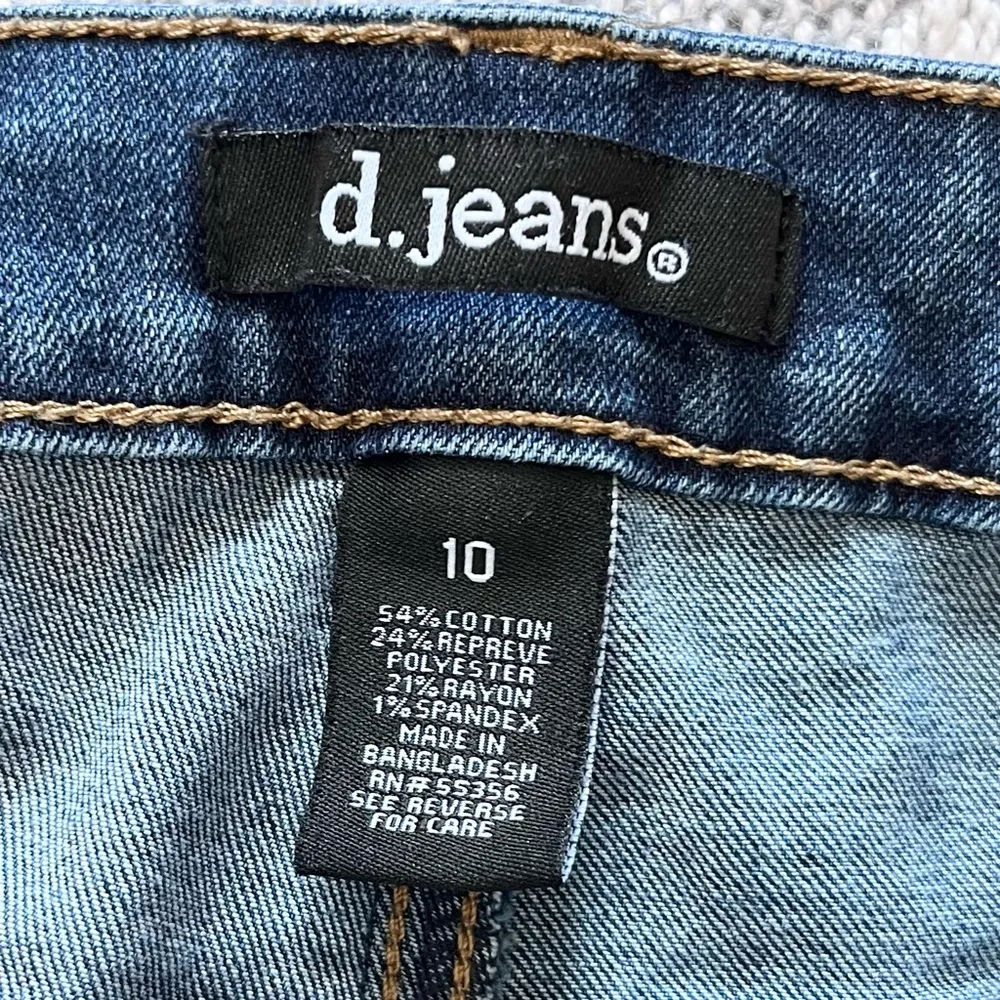 d.jeans®
10
54% COTTON
24% REPREVE
POLYESTER
21% RAYON
1% SPANDEX
MADE IN
BANGLADESH
RN# 55356
SEE REVERSE
FOR CARE